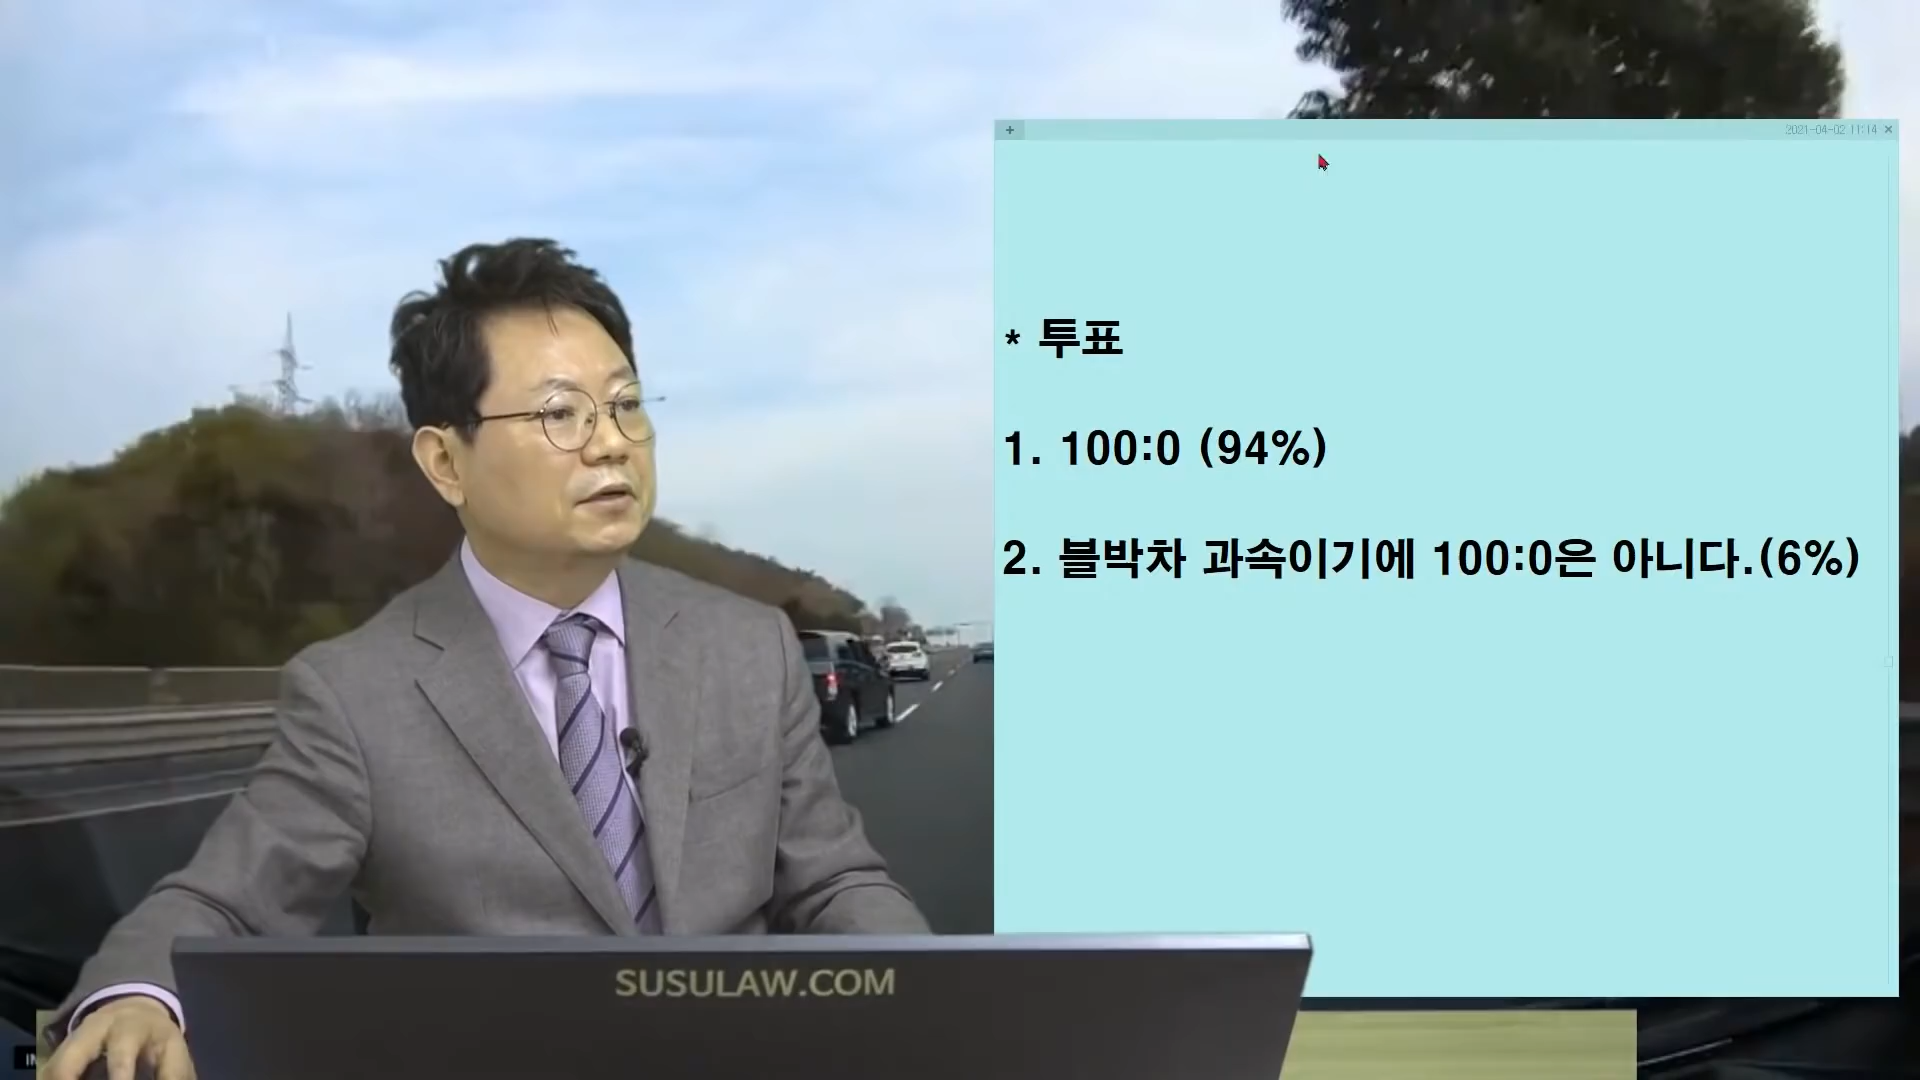 + 2021-04-02 11:14 ×
* 투표
1. 100:0 (94%)
2. 블박차 과속이기에 100:0은 아니다.(6%)
SUSULAW.COM